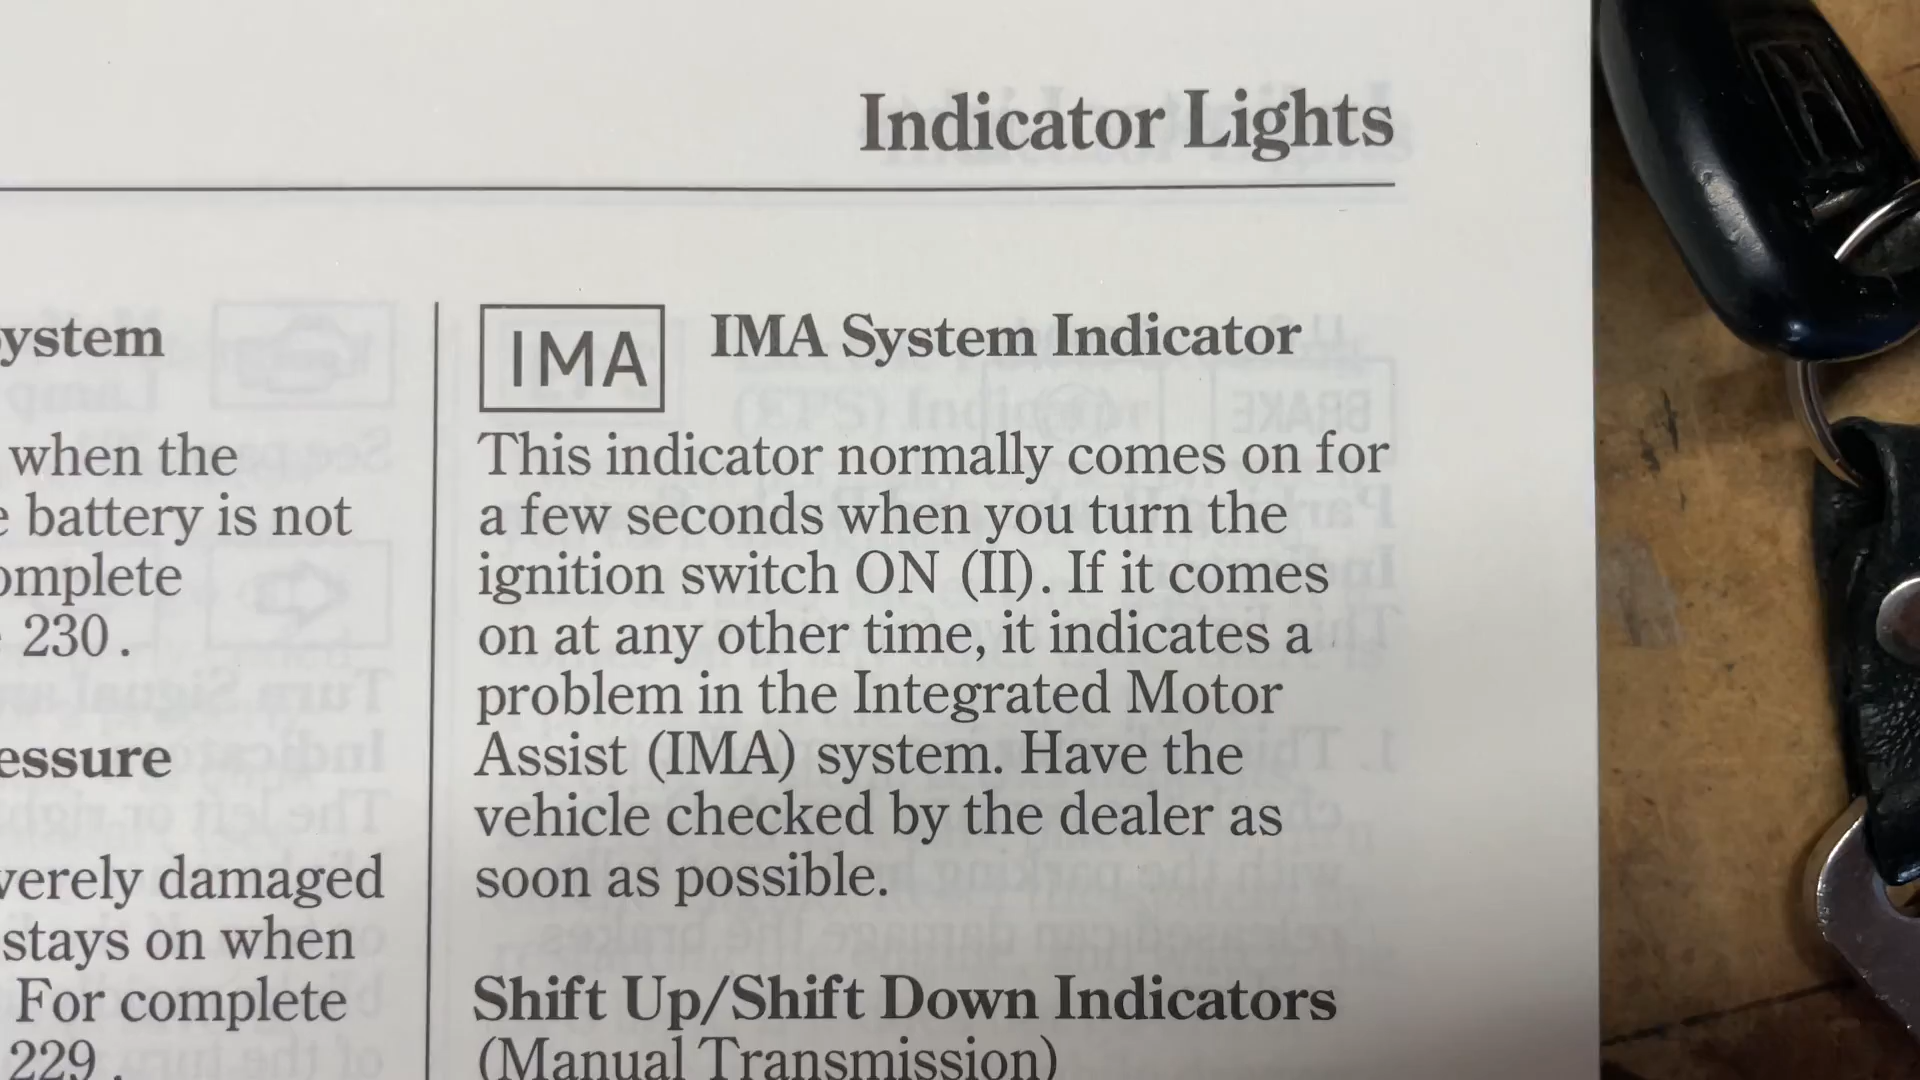 Indicator Lights
ystem
when the
battery is not
omplete
230.
essure
verely damaged
stays on when
For complete
229.
IMA IMA System Indicator
This indicator normally comes on for
a few seconds when you turn the
ignition switch ON (II). If it comes
on at any other time, it indicates a
problem in the Integrated Motor
Assist (IMA) system. Have the
vehicle checked by the dealer as
soon as possible.
Shift Up/Shift Down Indicators
(Manual Transmission)